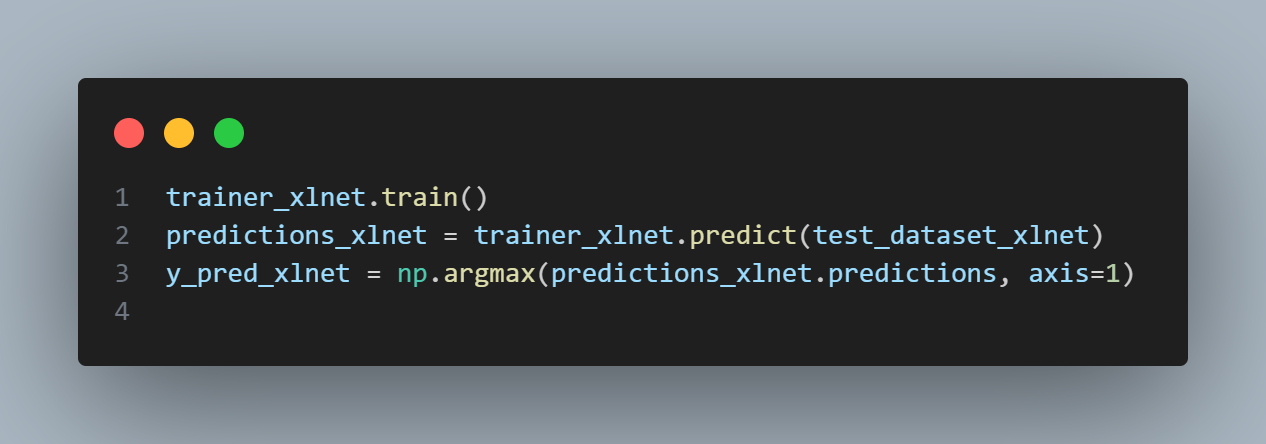 1 trainer_xlnet.train()
2 predictions_xlnet = trainer_xlnet.predict(test_dataset_xlnet)
3 y_pred_xlnet = np.argmax(predictions_xlnet.predictions, axis=1)
4